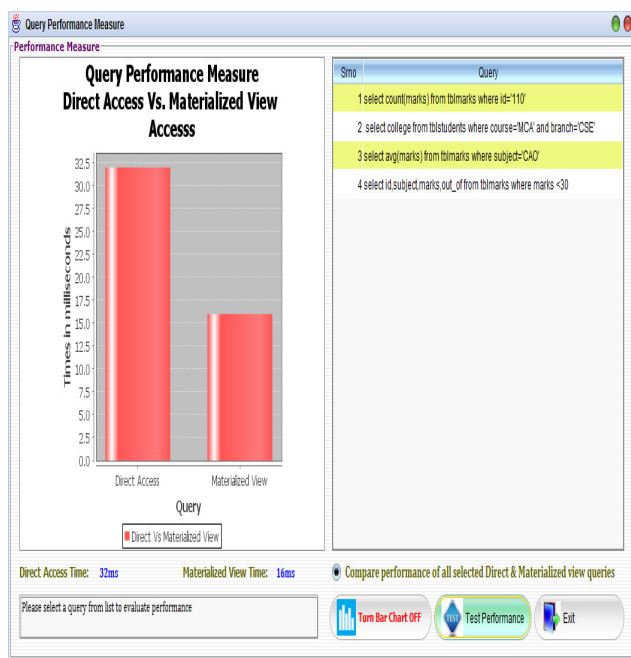 Query Performance Measure
Performance Measure
Query Performance Measure
Direct Access Vs. Materialized View
Accesss
32.5
30.0
27.5
25.0
22.5
20.0
17.5
15.0
12.5
10.0
7.5
5.0
2.5
0.0
Times in milliseconds
Direct Access Materialized View
Query
Direct Vs Materialized View
Srno Query
1 select count(marks) from tblmarks where id='110'
2 select college from tblstudents where course='MCA' and branch='CSE'
3 select avg(marks) from tblmarks where subject='CAO'
4 select id,subject,marks,out_of from tblmarks where marks <30
Direct Access Time: 32ms Materialized View Time: 16ms
Compare performance of all selected Direct & Materialized view queries
Please select a query from list to evaluate performance
Turn Bar Chart OFF
TEST Test Performance
Exit